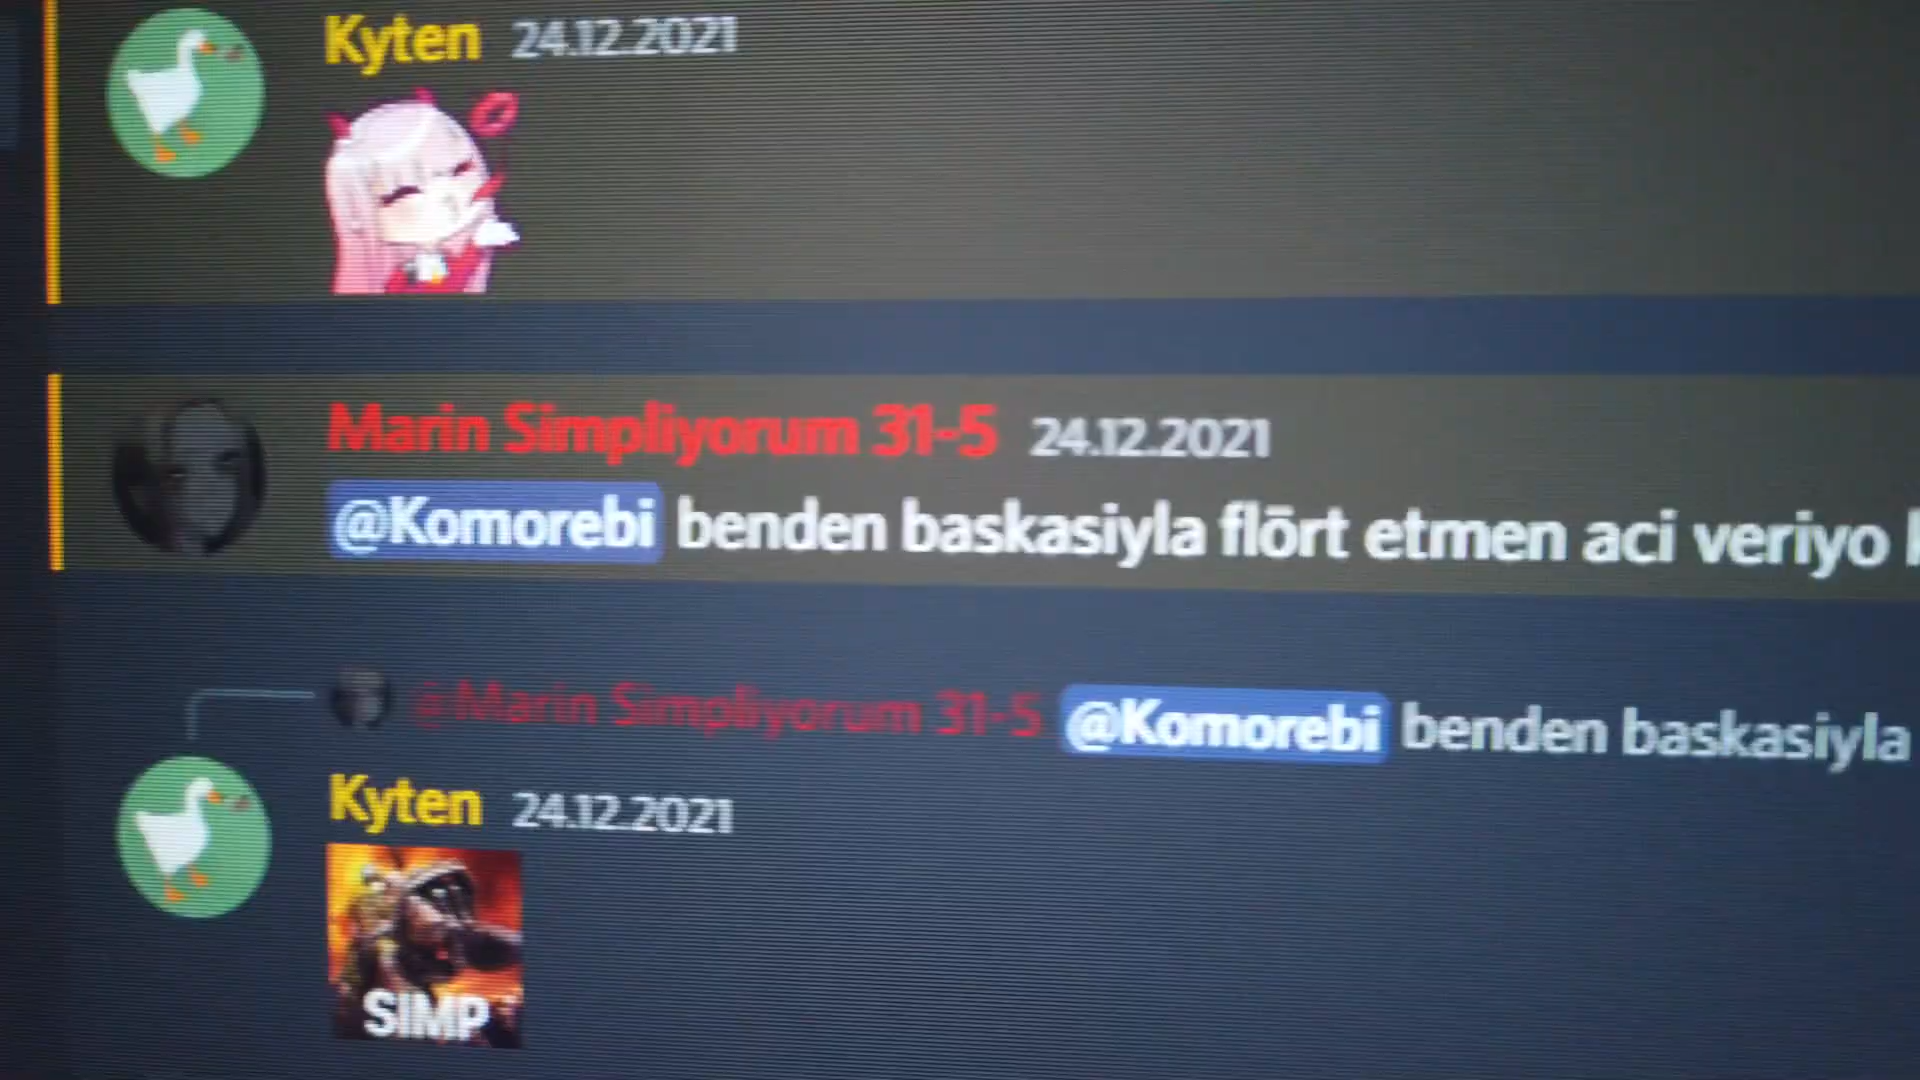 Kyten 24.12.2021
Marin Simpliyorum 31-5 24.12.2021
@Komorebi benden baskasiyla flört etmen aci veriyo
@Marin Simpliyorum 31-5 @Komorebi benden baskasiyla
Kyten 24.12.2021
SIMP